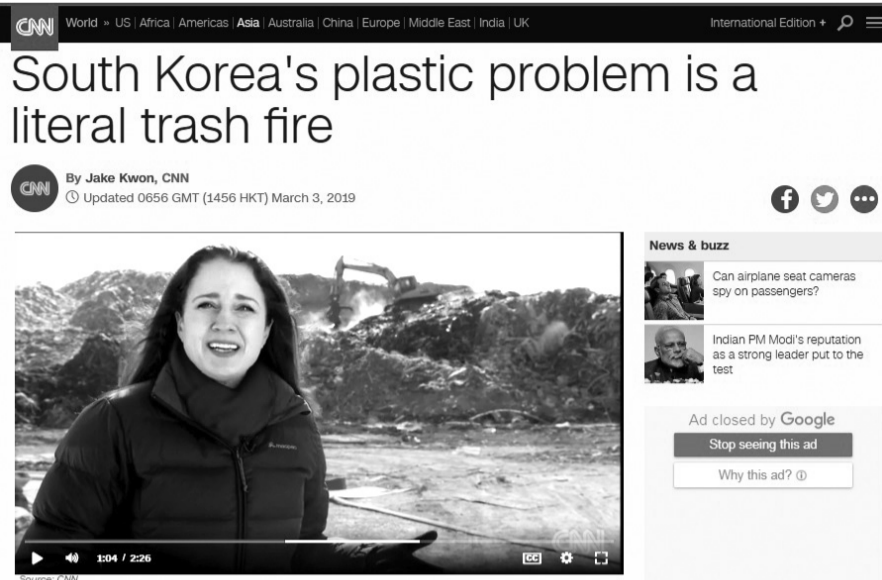 CNN
World » US | Africa | Americas | Asia | Australia | China | Europe | Middle East | India | UK
International Edition +
South Korea's plastic problem is a
literal trash fire
CNN
By Jake Kwon, CNN
Updated 0656 GMT (1456 HKT) March 3, 2019
News & buzz
Can airplane seat cameras
spy on passengers?
Indian PM Modi's reputation
as a strong leader put to the
test
Ad closed by Google
Stop seeing this ad
Why this ad?
CNN
1:04 / 2:26
CC
Source: CNN